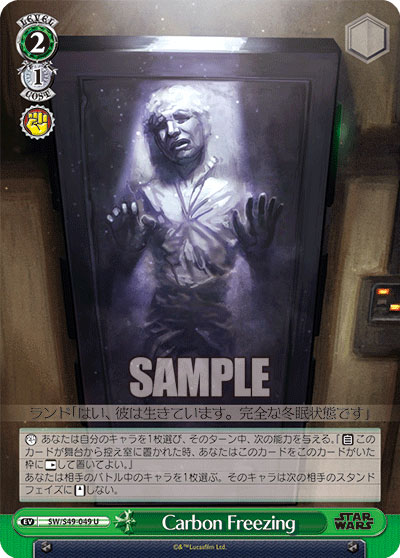 LEVEL
2
1
COST
SAMPLE
ランド「はい、彼は生きています。完全な冬眠状態です」
あなたは自分のキャラを1枚選び、そのターン中、次の能力を与える。『この
カードが舞台から控え室に置かれた時、あなたはこのカードをこのカードがいた
枠に して置いてよい。』
あなたは相手のバトル中のキャラを1枚選ぶ。そのキャラは次の相手のスタンド
フェイズに しない。
EV SW/S49-049 U
Carbon Freezing
STAR WARS
©&™Lucasfilm Ltd.